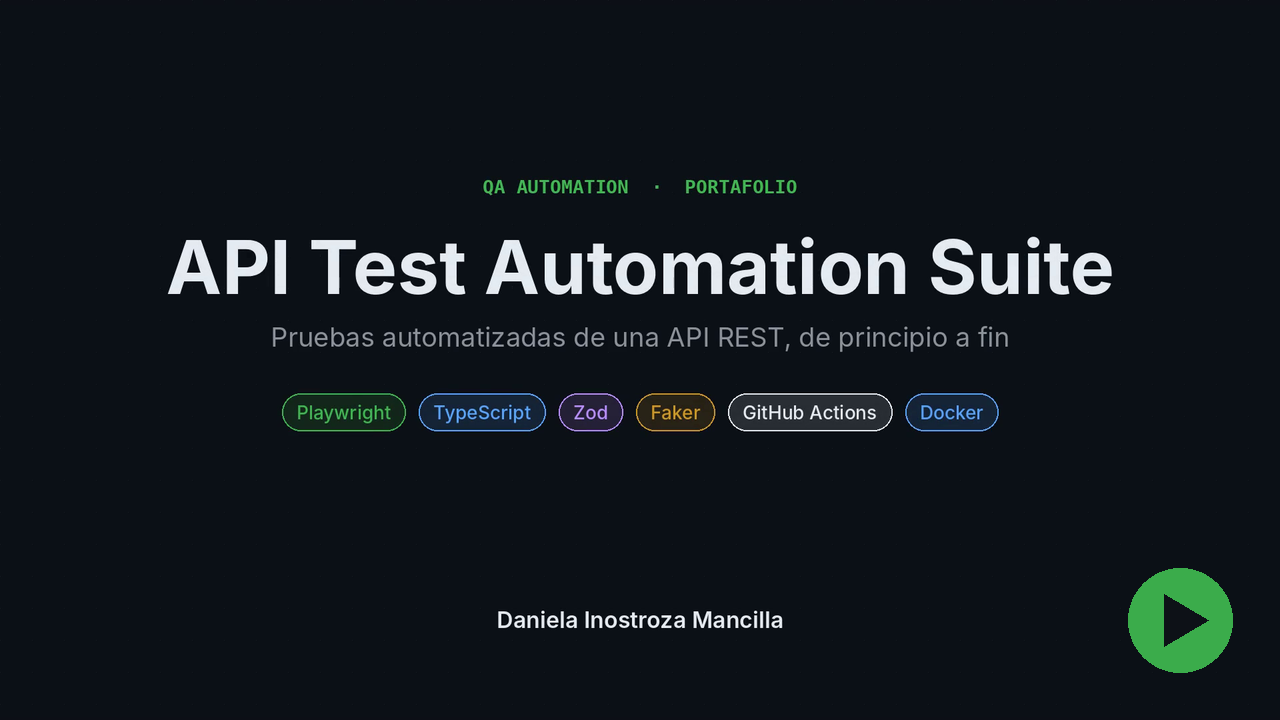 QA AUTOMATION · PORTAFOLIO
API Test Automation Suite
Pruebas automatizadas de una API REST, de principio a fin
Playwright TypeScript Zod Faker GitHub Actions Docker
Daniela Inostroza Mancilla